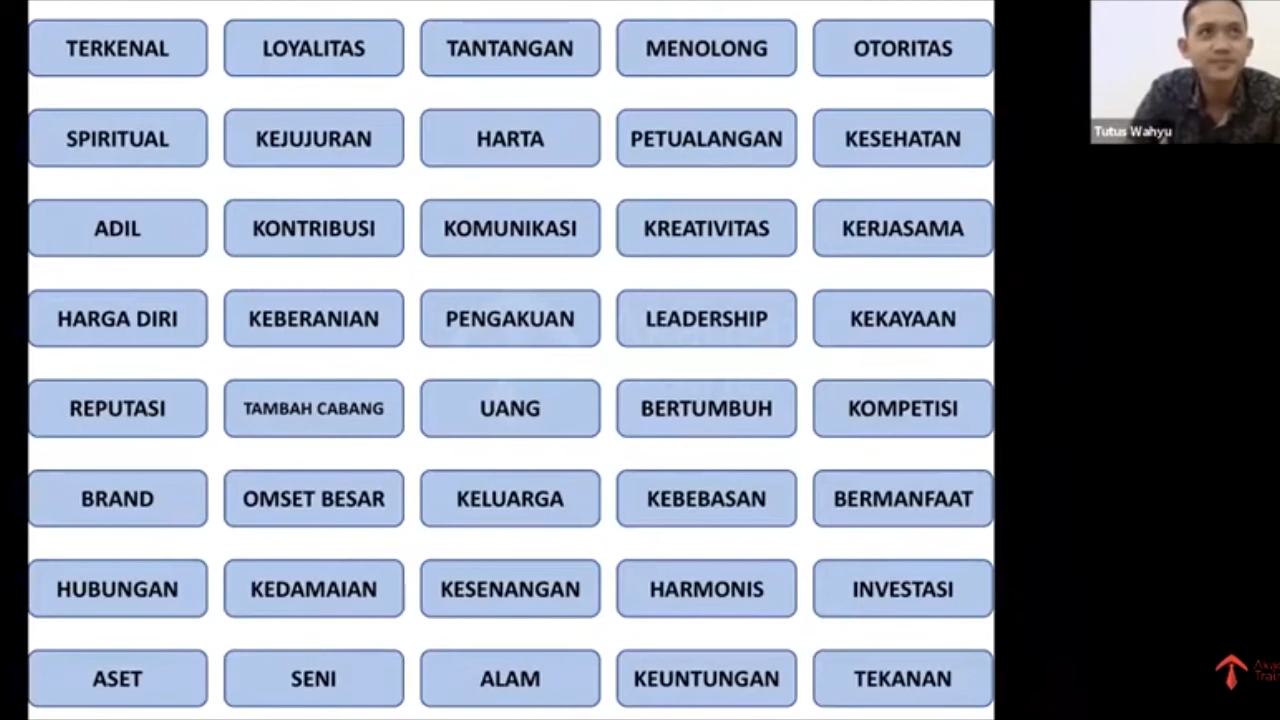 TERKENAL LOYALITAS TANTANGAN MENOLONG OTORITAS
SPIRITUAL KEJUJURAN HARTA PETUALANGAN KESEHATAN
ADIL KONTRIBUSI KOMUNIKASI KREATIVITAS KERJASAMA
HARGA DIRI KEBERANIAN PENGAKUAN LEADERSHIP KEKAYAAN
REPUTASI TAMBAH CABANG UANG BERTUMBUH KOMPETISI
BRAND OMSET BESAR KELUARGA KEBEBASAN BERMANFAAT
HUBUNGAN KEDAMAIAN KESENANGAN HARMONIS INVESTASI
ASET SENI ALAM KEUNTUNGAN TEKANAN
Tutus Wahyu